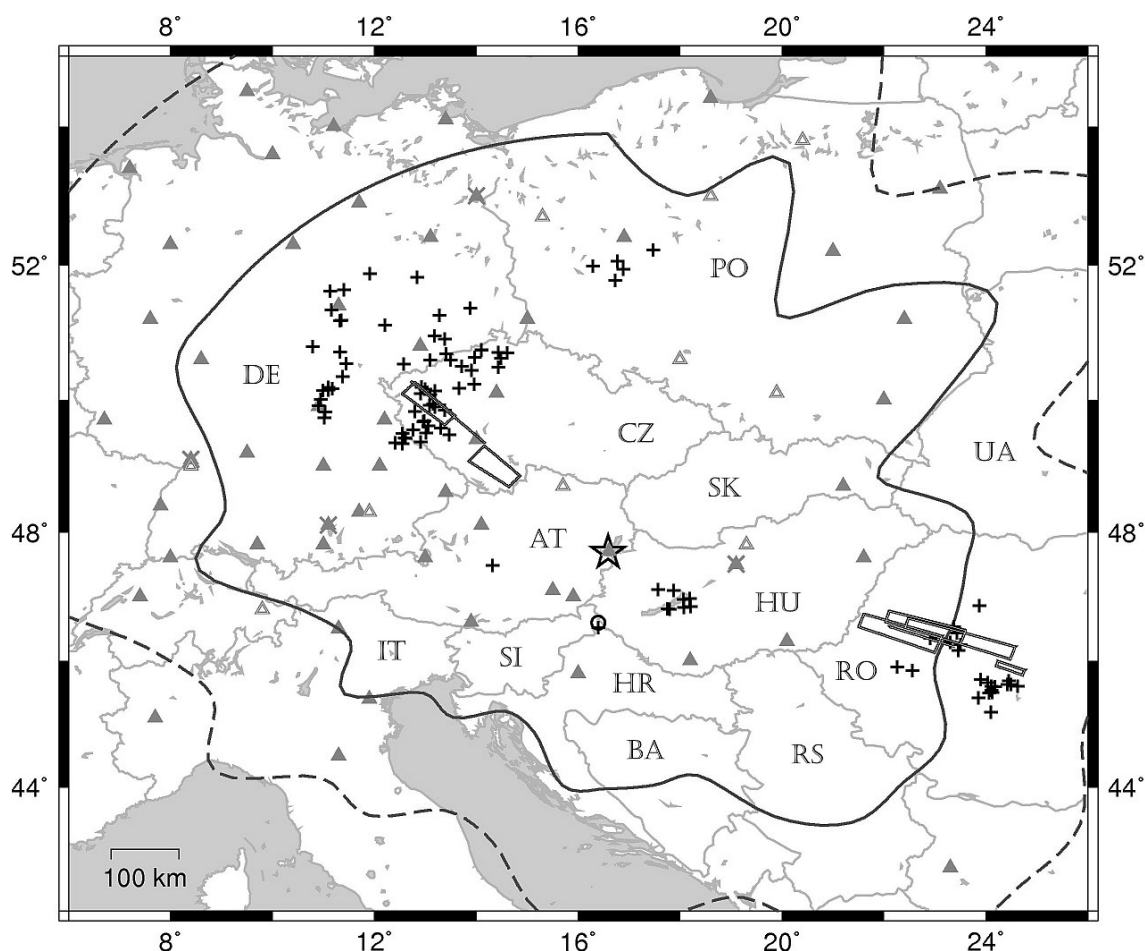 8˚ 12˚ 16˚ 20˚ 24˚
52˚ 52˚
PO
DE
CZ
UA
SK
48˚ 48˚
AT
HU
IT SI RO
HR
BA RS
44˚ 44˚
100 km
8˚ 12˚ 16˚ 20˚ 24˚